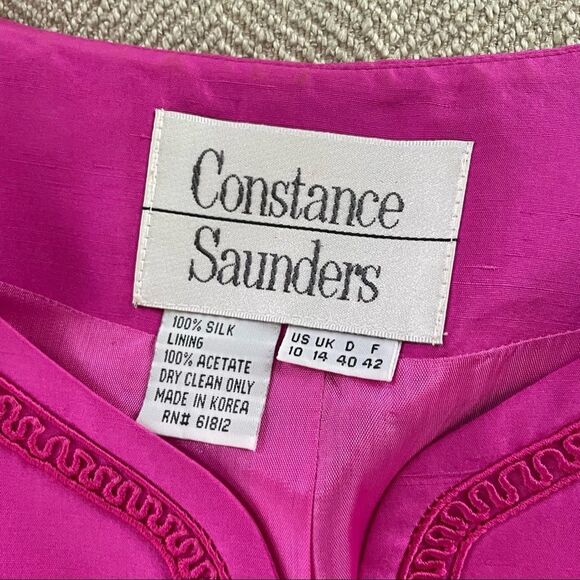 Constance
Saunders
100% SILK
LINING
100% ACETATE
DRY CLEAN ONLY
MADE IN KOREA
RN# 61812
US UK D F
10 14 40 42